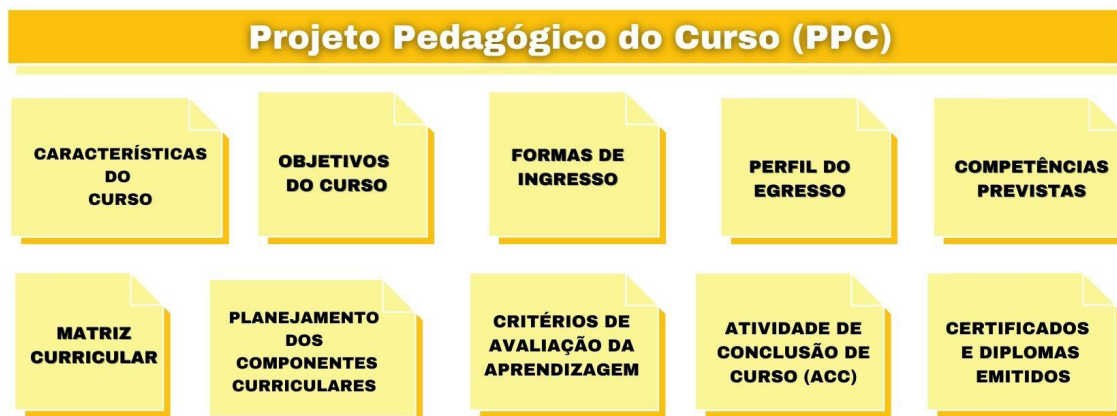 Projeto Pedagógico do Curso (PPC)
CARACTERÍSTICAS
DO
CURSO
OBJETIVOS
DO CURSO
FORMAS DE
INGRESSO
PERFIL DO
EGRESSO
COMPETÊNCIAS
PREVISTAS
MATRIZ
CURRICULAR
PLANEJAMENTO
DOS
COMPONENTES
CURRICULARES
CRITÉRIOS DE
AVALIAÇÃO DA
APRENDIZAGEM
ATIVIDADE DE
CONCLUSÃO DE
CURSO (ACC)
CERTIFICADOS
E DIPLOMAS
EMITIDOS